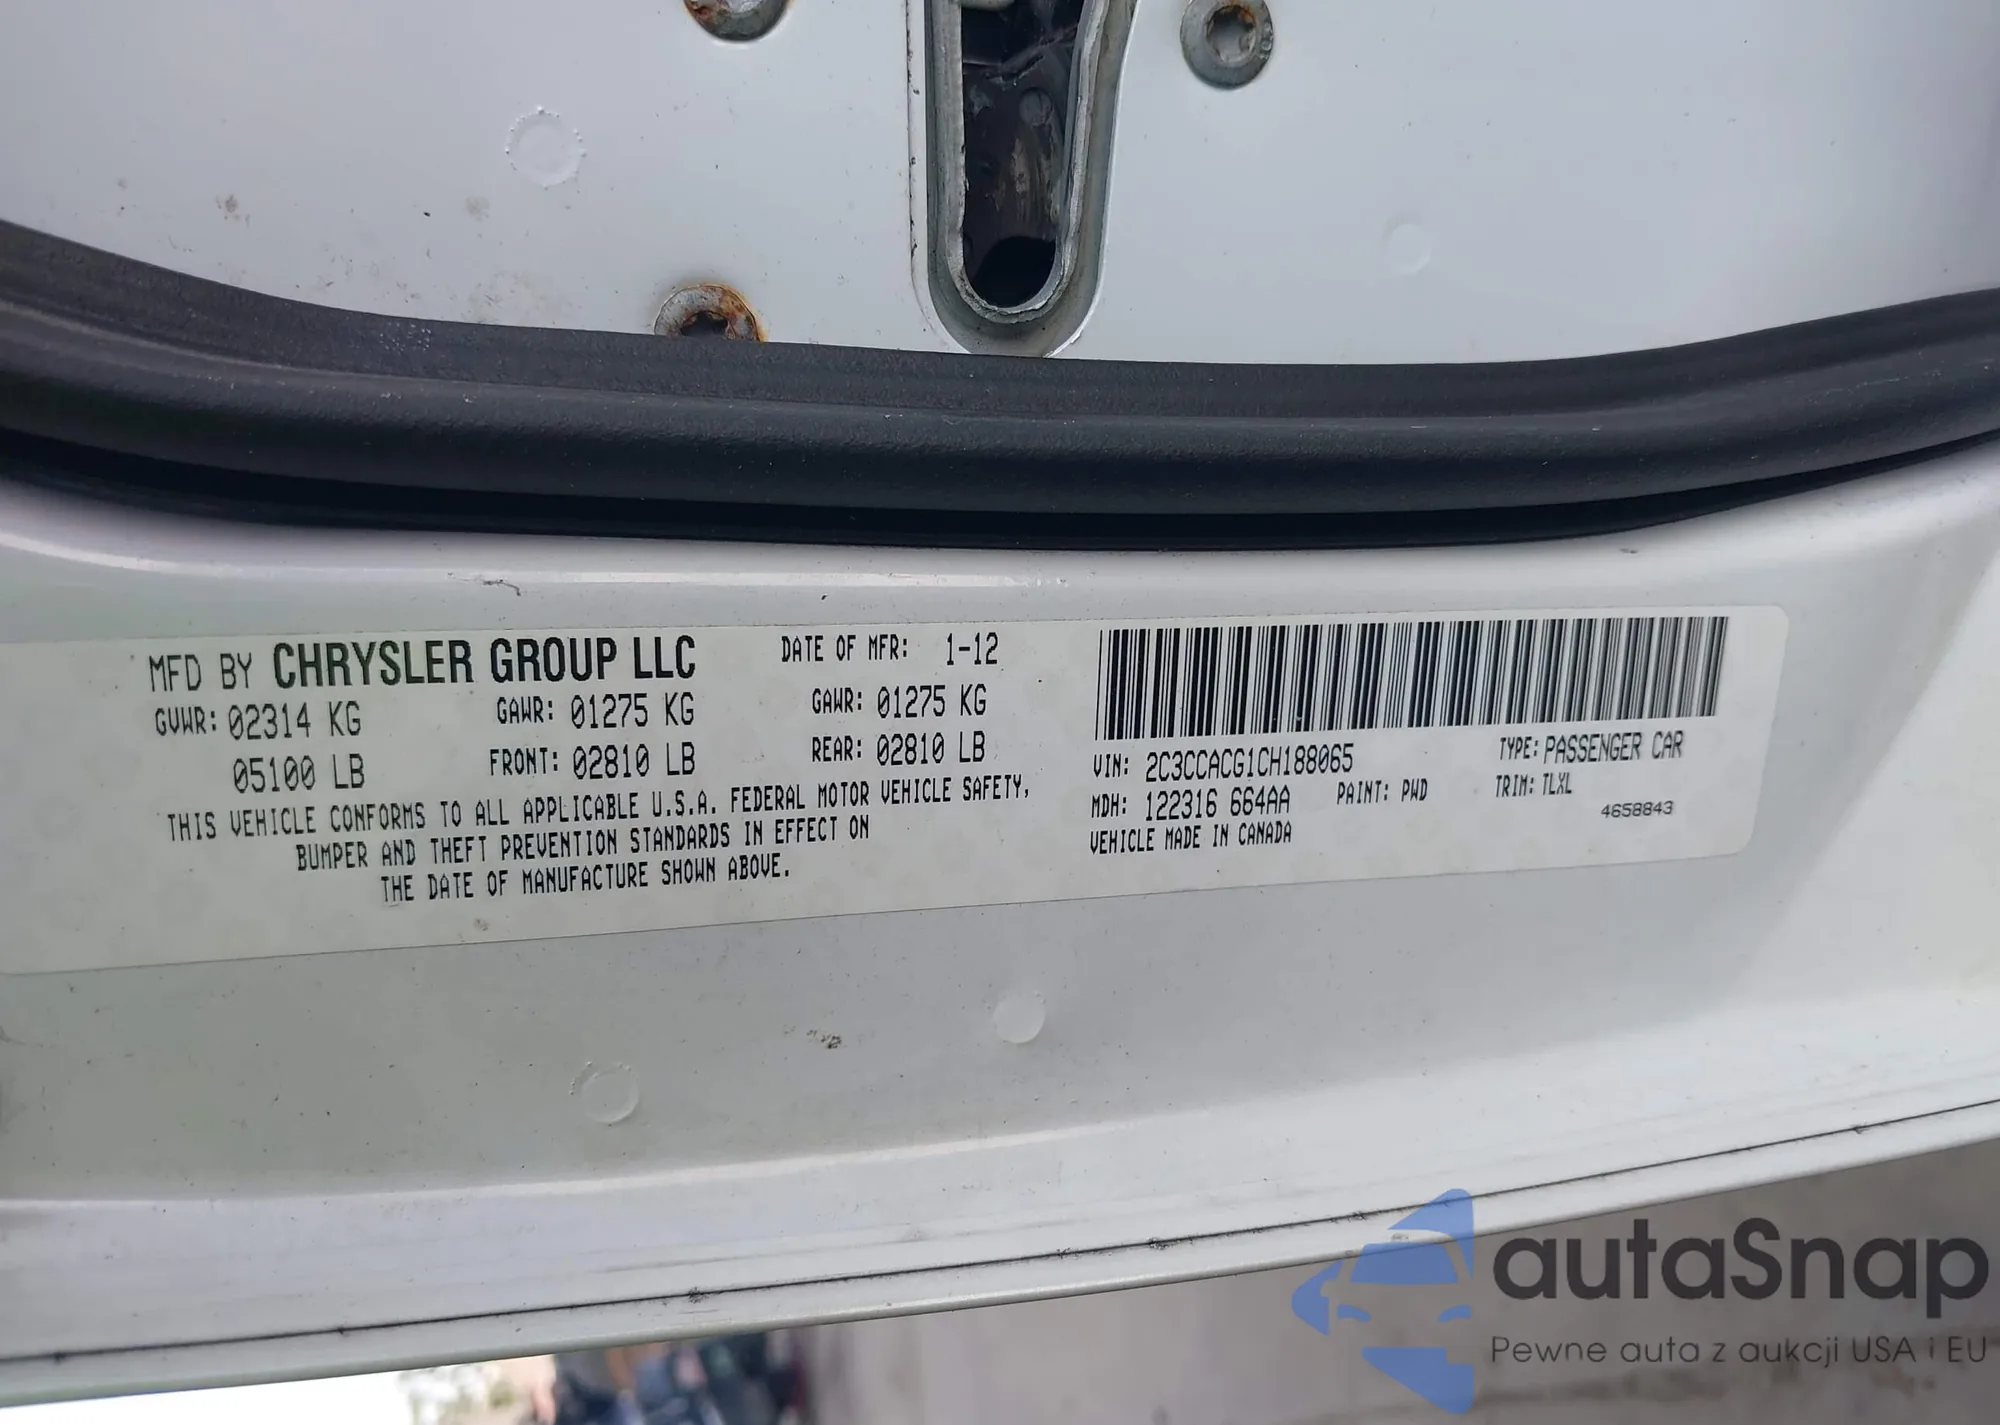 MFD BY CHRYSLER GROUP LLC DATE OF MFR: 1-12
GVWR: 02314 KG GAWR: 01275 KG GAWR: 01275 KG
05100 LB FRONT: 02810 LB REAR: 02810 LB
THIS VEHICLE CONFORMS TO ALL APPLICABLE U.S.A. FEDERAL MOTOR VEHICLE SAFETY,
BUMPER AND THEFT PREVENTION STANDARDS IN EFFECT ON
THE DATE OF MANUFACTURE SHOWN ABOVE.
VIN: 2C3CCACG1CH188065 TYPE: PASSENGER CAR
MDH: 122316 664AA PAINT: PWD TRIM: TLXL
VEHICLE MADE IN CANADA 4658843
autaSnap
Pewne auta z aukcji USA i EU